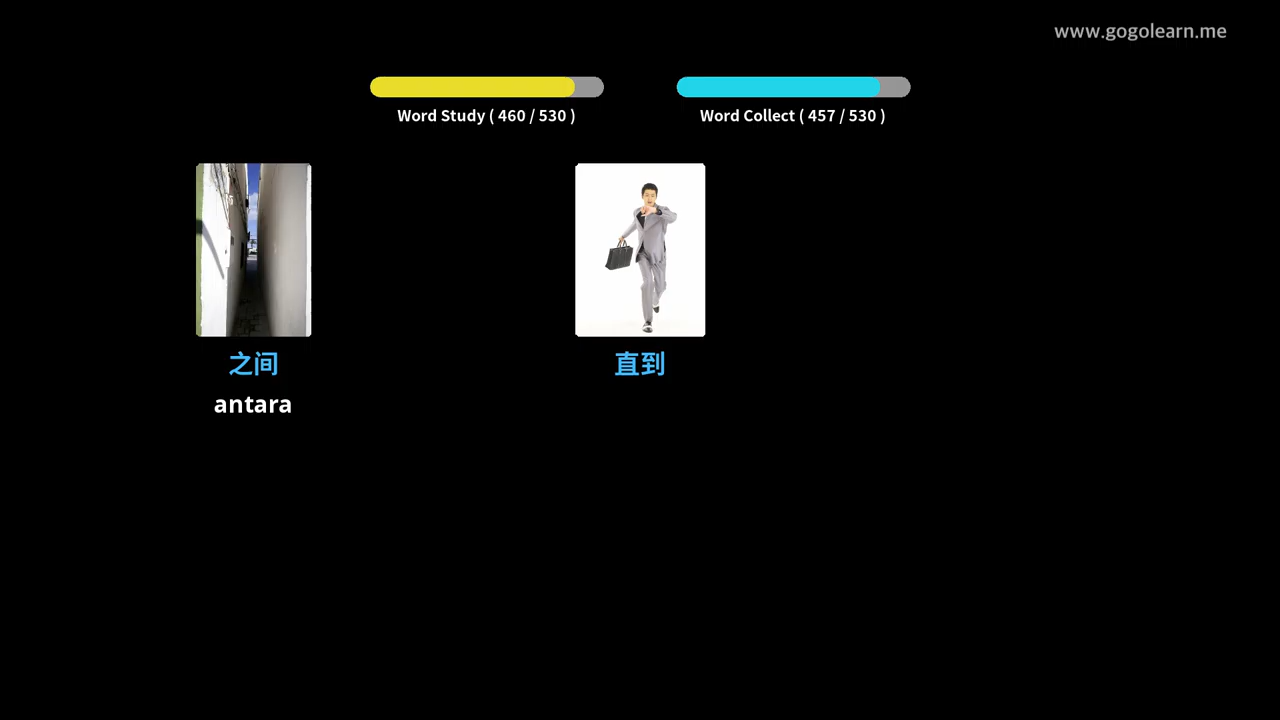 www.gogolearn.me
Word Study ( 460 / 530 )
Word Collect ( 457 / 530 )
之间
直到
antara